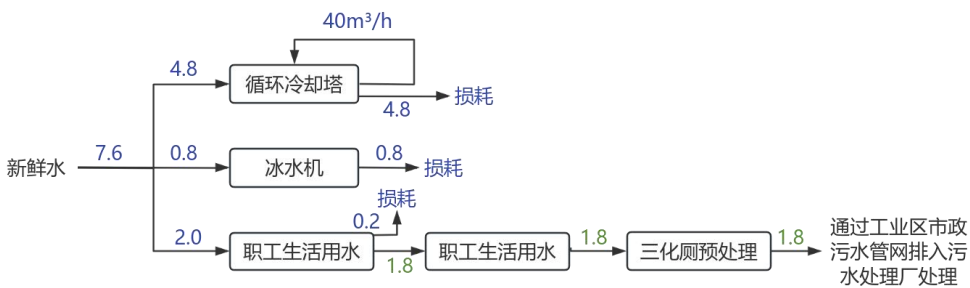 40m³/h
4.8
循环冷却塔
4.8
损耗
新鲜水
7.6
0.8
冰水机
0.8
损耗
损耗
0.2
2.0
职工生活用水
1.8
职工生活用水
1.8
三化厕预处理
1.8
通过工业区市政
污水管网排入污
水处理厂处理